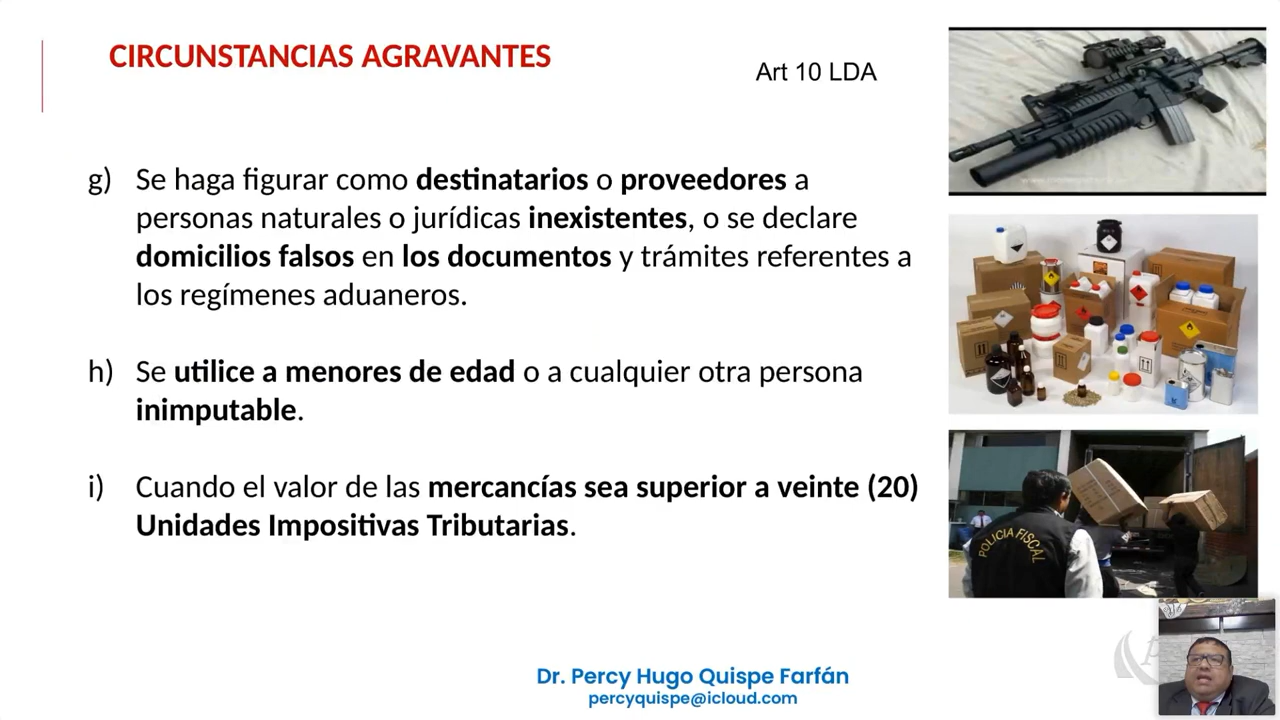 CIRCUNSTANCIAS AGRAVANTES
Art 10 LDA
g) Se haga figurar como destinatarios o proveedores a
personas naturales o jurídicas inexistentes, o se declare
domicilios falsos en los documentos y trámites referentes a
los regímenes aduaneros.
h) Se utilice a menores de edad o a cualquier otra persona
inimputable.
i) Cuando el valor de las mercancías sea superior a veinte (20)
Unidades Impositivas Tributarias.
POLICIA FISCAL
Dr. Percy Hugo Quispe Farfán
percyquispe@icloud.com